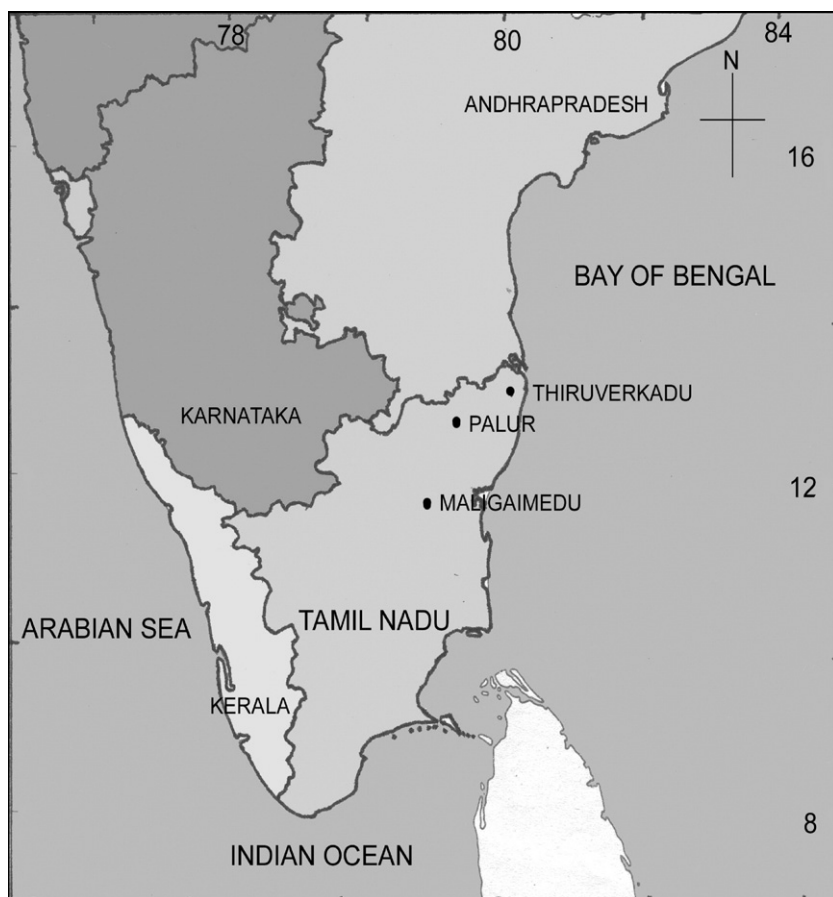 78
80
84
N
ANDHRAPRADESH
16
BAY OF BENGAL
THIRUVERKADU
KARNATAKA
PALUR
12
MALIGAIMEDU
TAMIL NADU
ARABIAN SEA
KERALA
8
INDIAN OCEAN